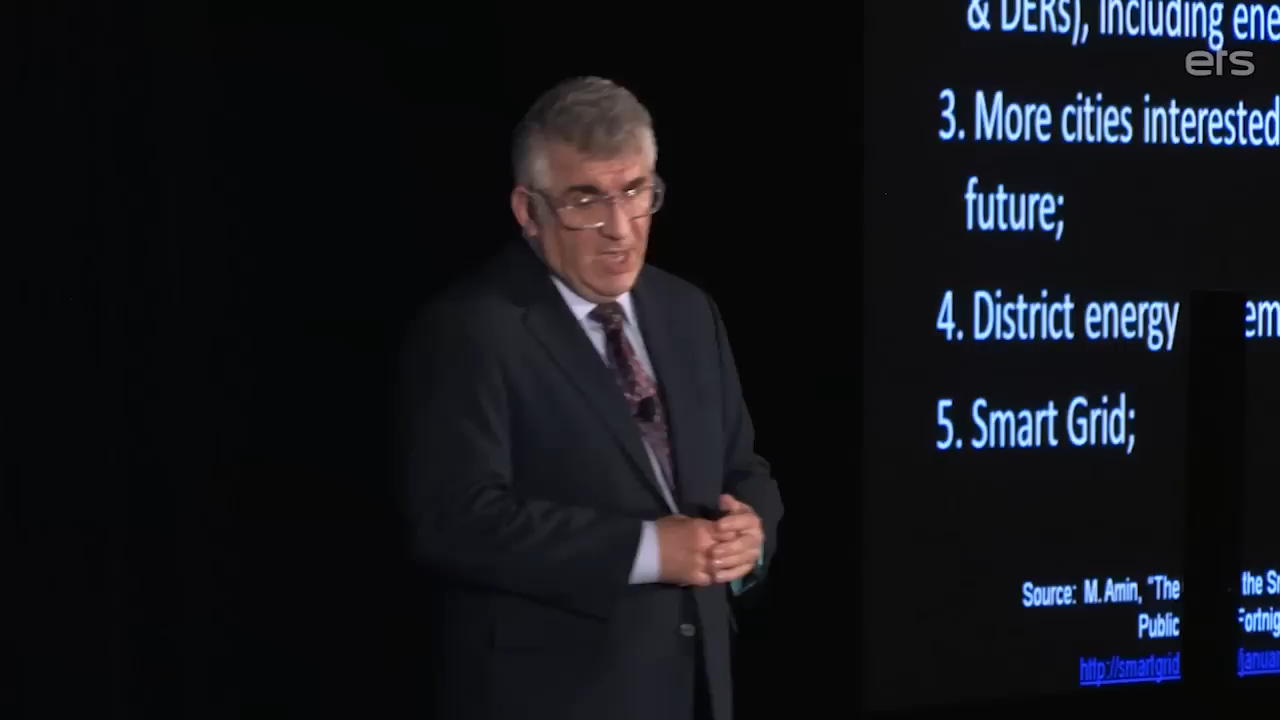 & DERs), including ene
ers
3. More cities interested
future;
4. District energy em
5. Smart Grid;
Source: M. Amin, “The the Sm
Public Fortnig
http://smartgrid /januar